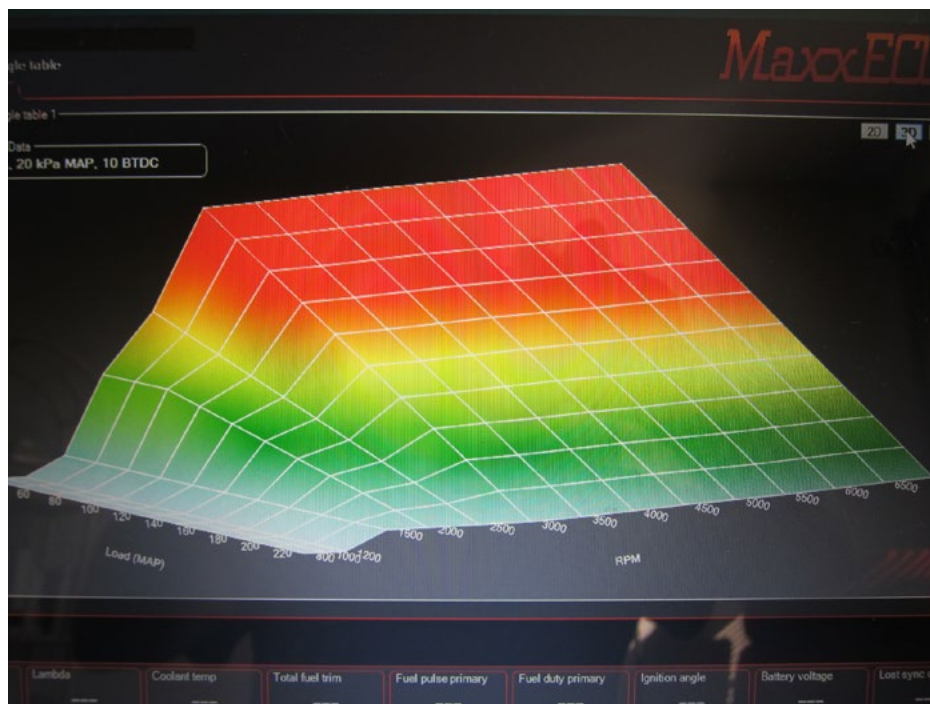 MaxxEC
gle table
gle table 1
2D 3D
Data
, 20 kPa MAP, 10 BTDC
60 80 100 120 140 160 180 200 220
Load (MAP)
800 1000 1200 1500 2000 2500 3000 3500 4000 4500 5000 5500 6000 6500
RPM
Lambda
Coolant temp
Total fuel trim
Fuel pulse primary
Fuel duty primary
Ignition angle
Battery voltage
Lost sync